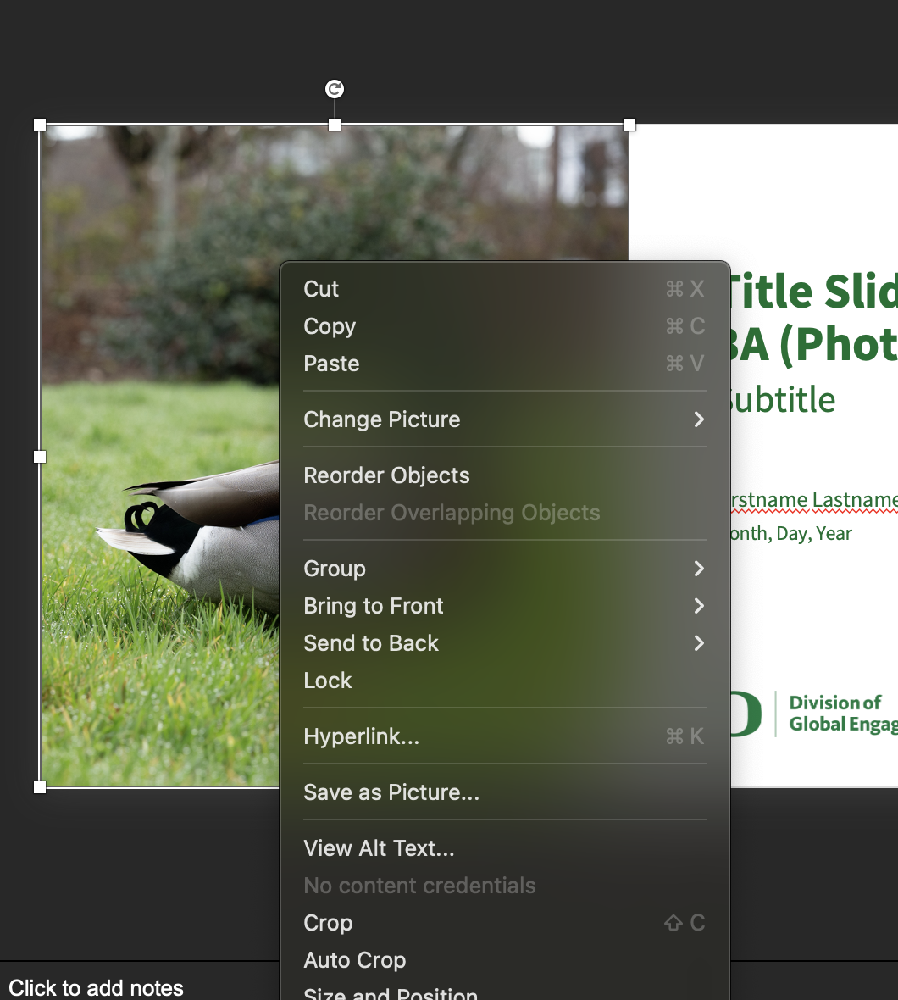 Cut ⌘ X
Copy ⌘ C
Paste ⌘ V
Change Picture
Reorder Objects
Reorder Overlapping Objects
Group
Bring to Front
Send to Back
Lock
Hyperlink... ⌘ K
Save as Picture...
View Alt Text...
No content credentials
Crop ⇧ C
Auto Crop
Size and Position
Title Slid
3A (Phot
Subtitle
rstname Lastname
onth, Day, Year
Division of
Global Engag
Click to add notes